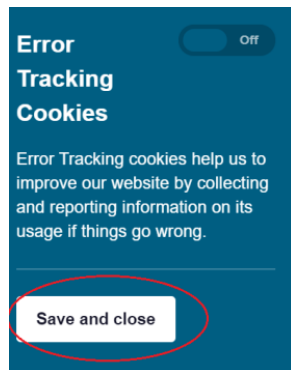 Error
Off
Tracking
Cookies
Error Tracking cookies help us to
improve our website by collecting
and reporting information on its
usage if things go wrong.
Save and close